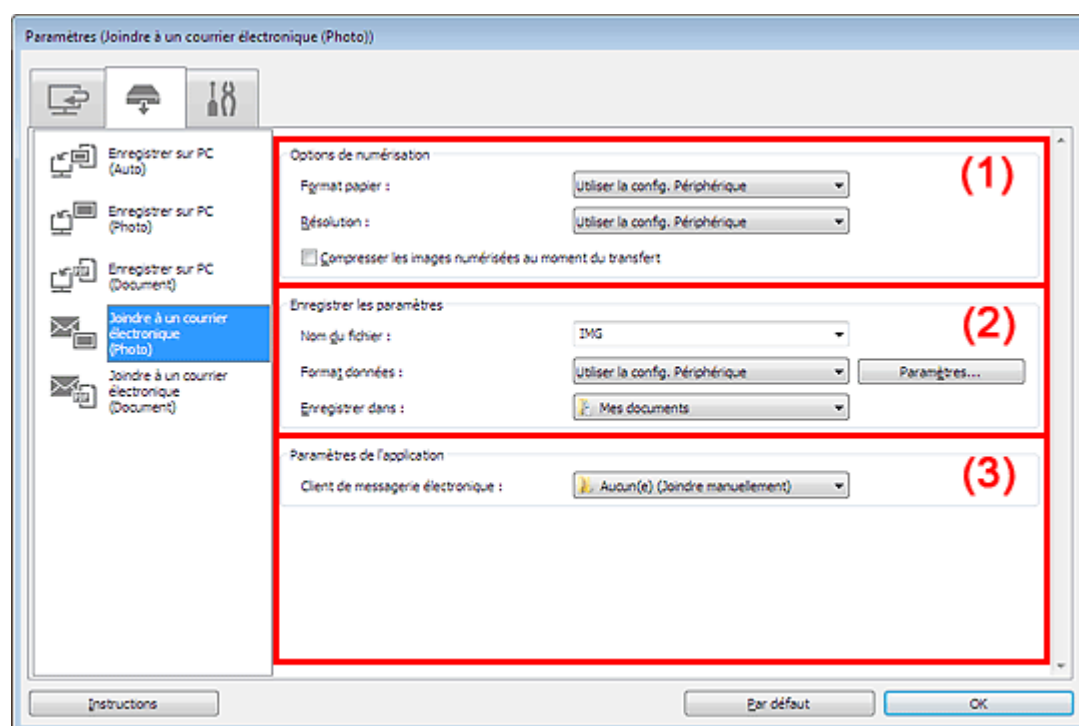 Paramètres (Joindre à un courrier électronique (Photo))
Enregistrer sur PC
(Auto)
Enregistrer sur PC
(Photo)
Enregistrer sur PC
(Document)
Joindre à un courrier
électronique
(Photo)
Joindre à un courrier
électronique
(Document)
Options de numérisation
(1)
Format papier :
Utiliser la config. Périphérique
Résolution :
Utiliser la config. Périphérique
Compresser les images numérisées au moment du transfert
Enregistrer les paramètres
(2)
Nom du fichier :
IMG
Format données :
Utiliser la config. Périphérique
Paramètres...
Enregistrer dans :
Mes documents
Paramètres de l'application
(3)
Client de messagerie électronique :
Aucun(e) (Joindre manuellement)
Instructions
Par défaut
OK